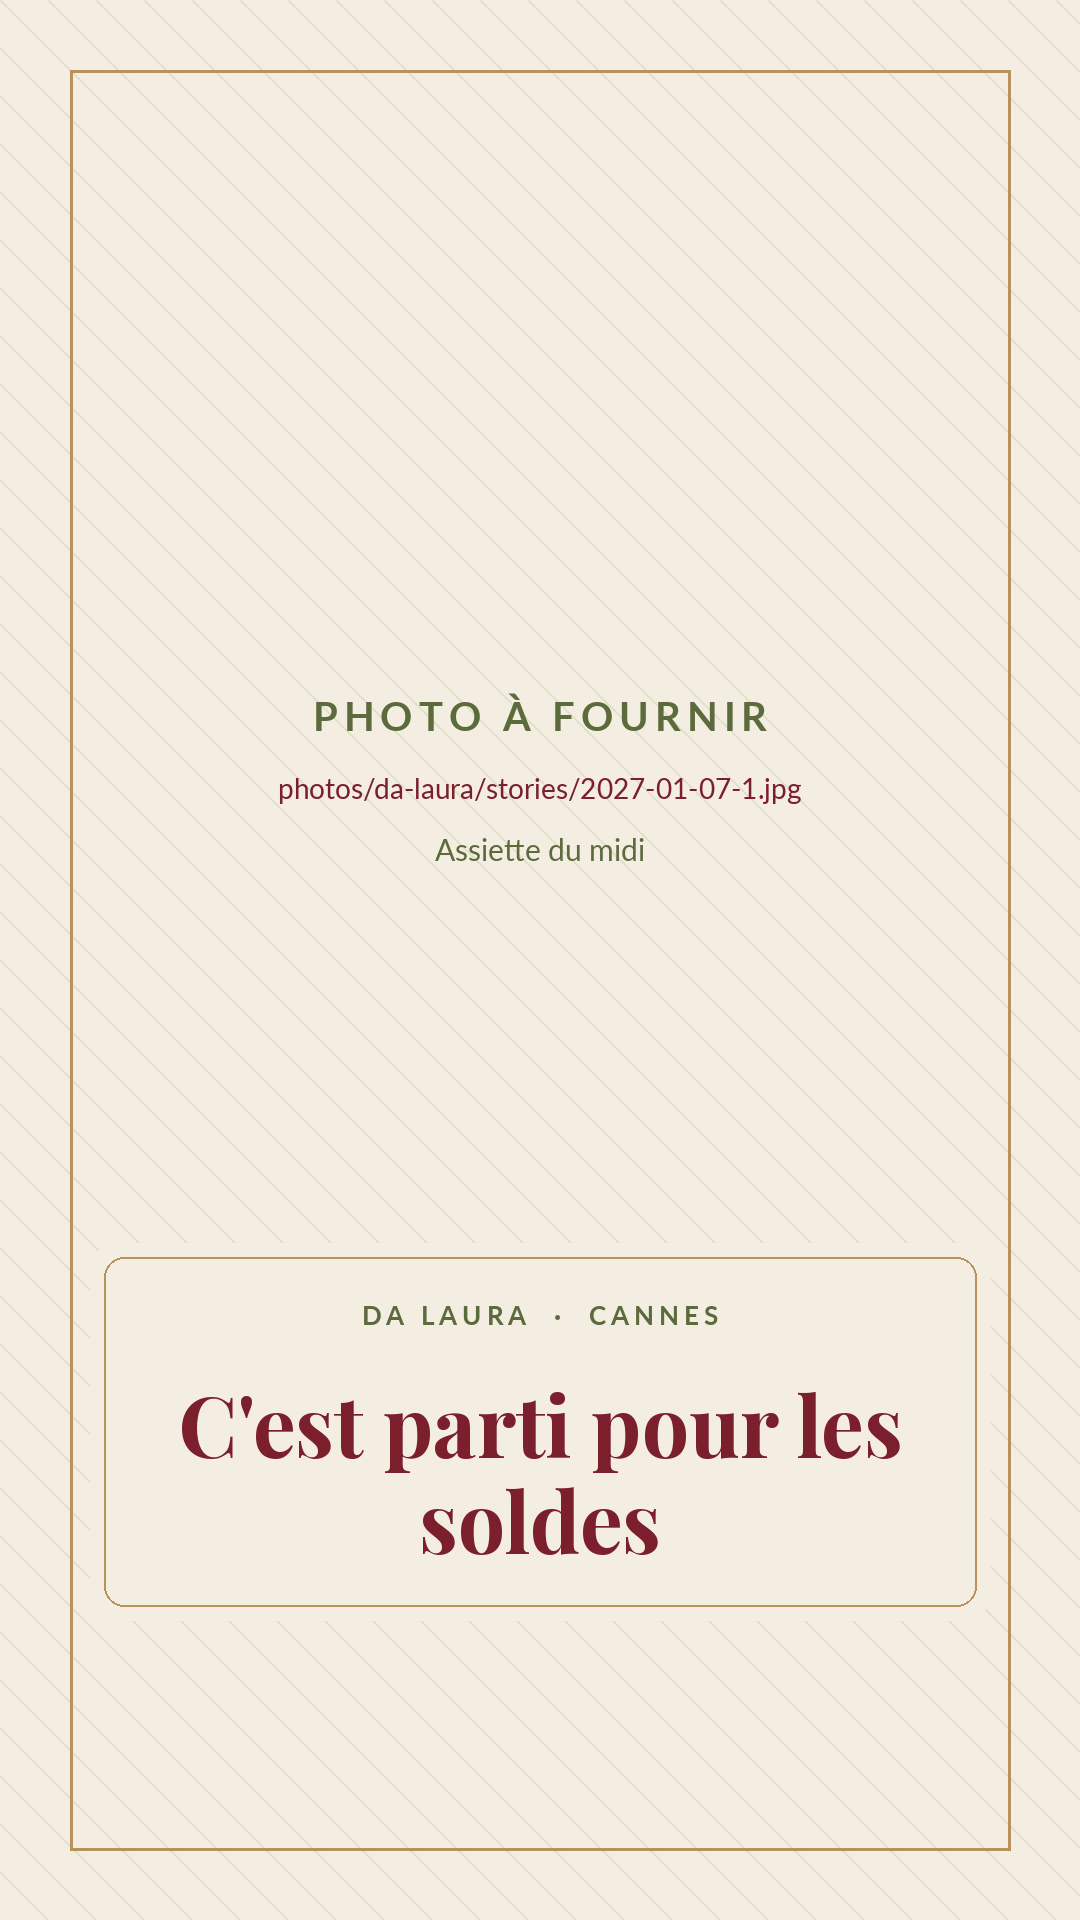 PHOTO À FOURNIR
photos/da-laura/stories/2027-01-07-1.jpg
Assiette du midi
DA LAURA · CANNES
C'est parti pour les
soldes